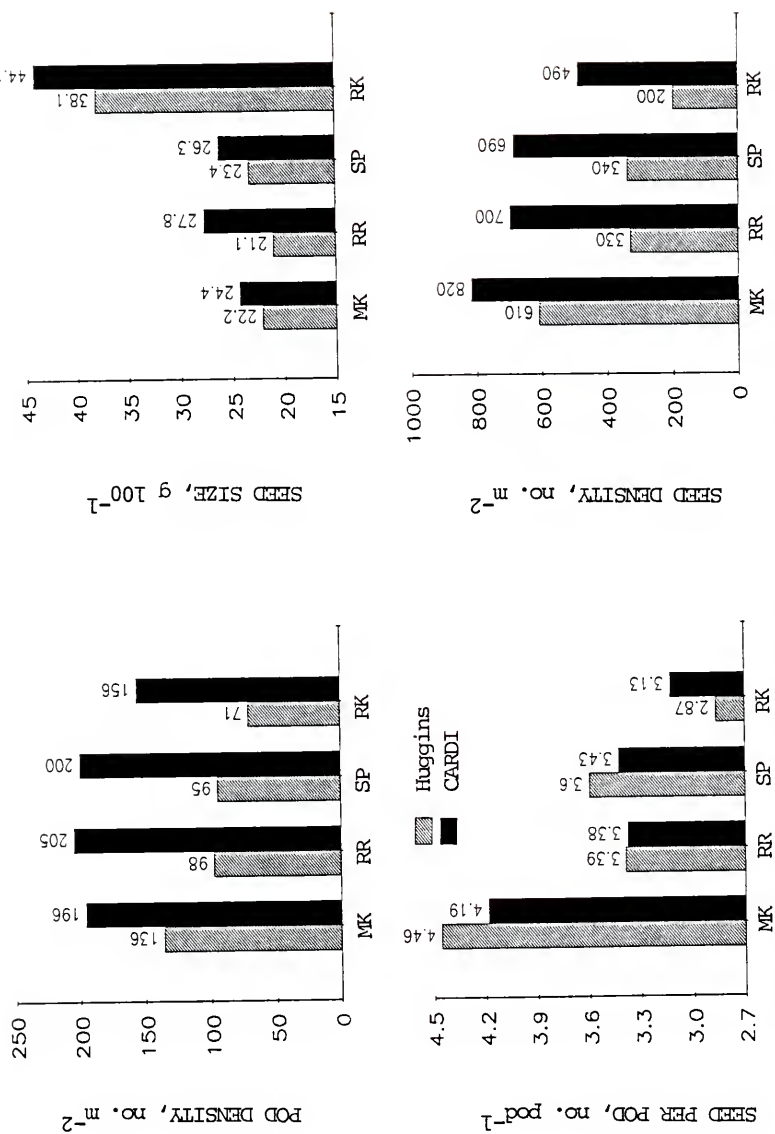 POD DENSITY, no. m⁻²
250
200
150
100
50
0
136
196
98
205
95
200
71
156
MK
RR
SP
RK
SEED SIZE, g 100⁻¹
45
40
35
30
25
20
15
22.2
24.4
21.1
27.8
23.4
26.3
38.1
MK
RR
SP
RK
SEED PER POD, no. pod⁻¹
4.5
4.2
3.9
3.6
3.3
3.0
2.7
4.46
4.19
3.39
3.38
3.6
3.43
2.87
3.13
MK
RR
SP
RK
Huggins
CARDI
SEED DENSITY, no. m⁻²
1000
800
600
400
200
0
610
820
330
700
340
690
200
490
MK
RR
SP
RK